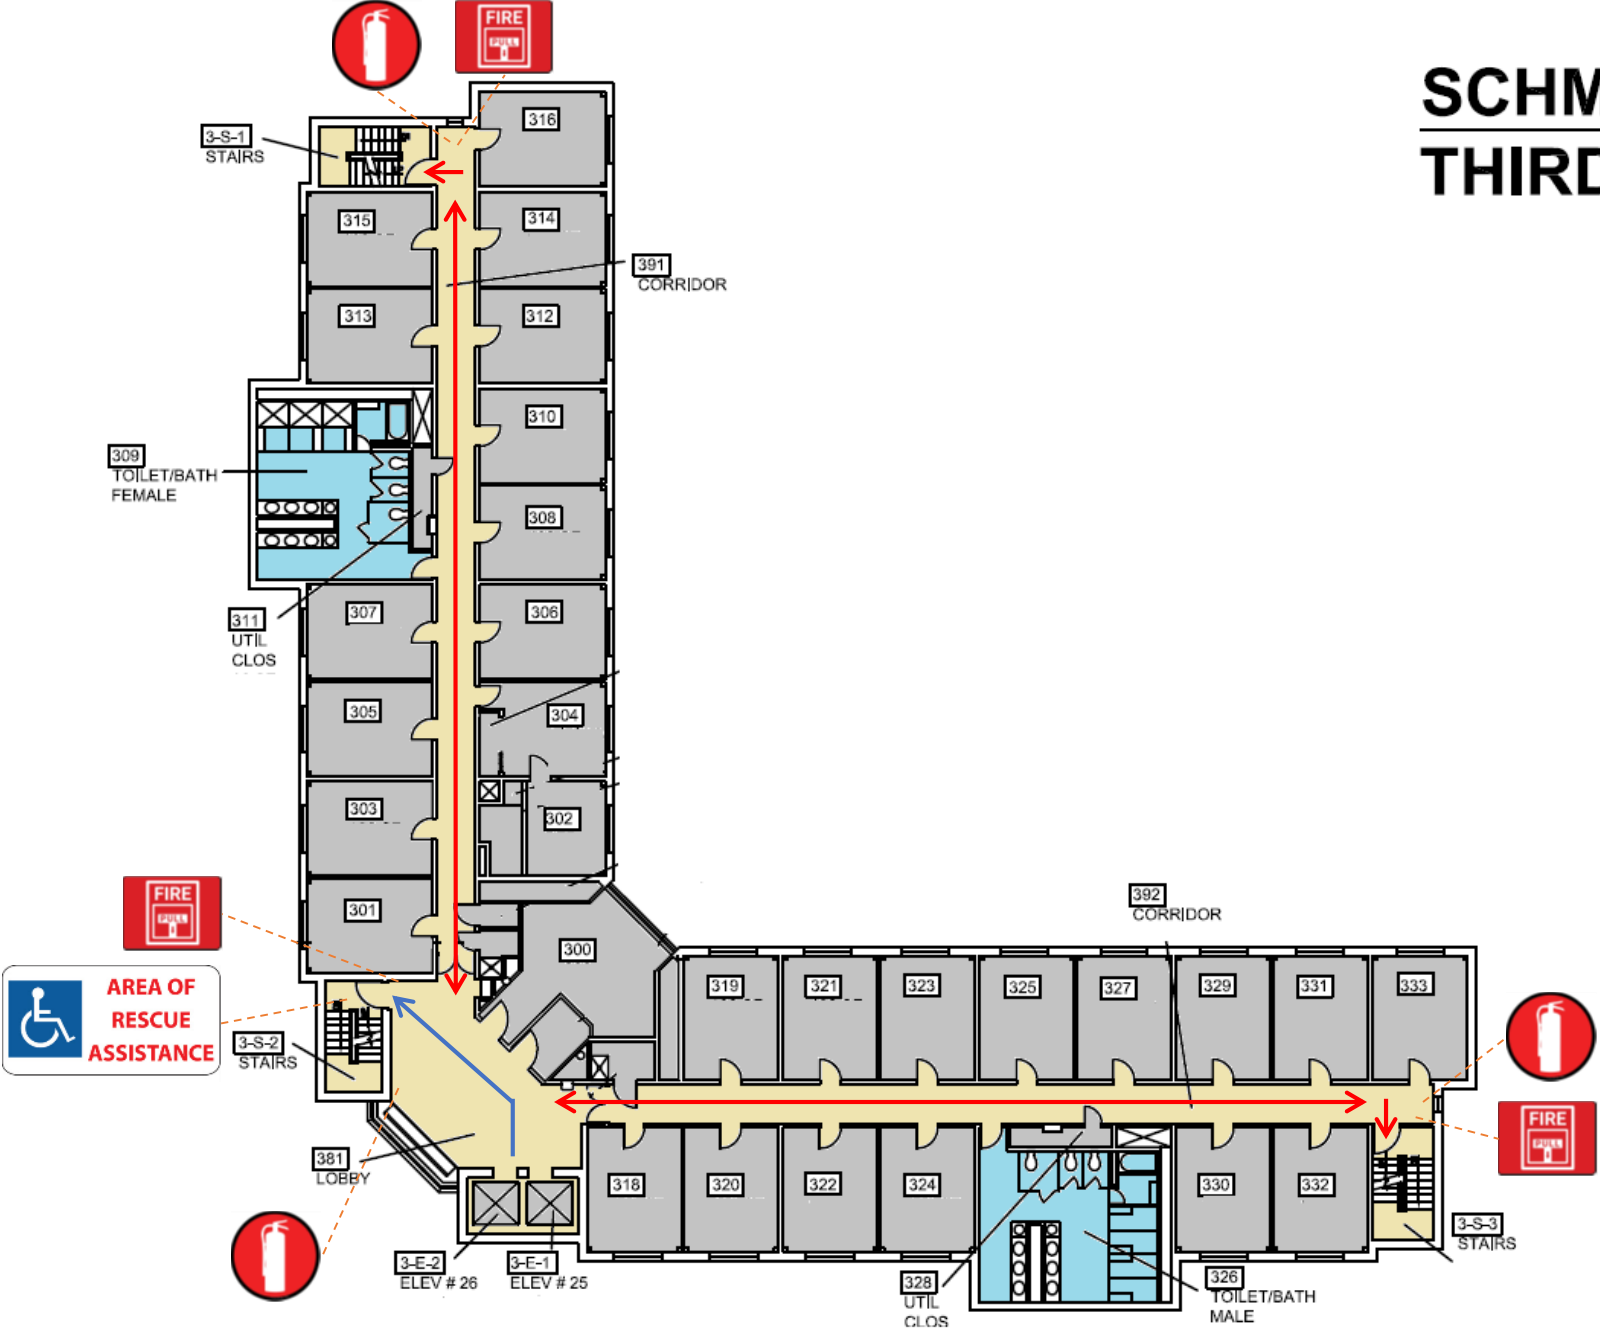 FIRE
PULL
SCHM
THIRD
316
3-S-1
STAIRS
315
314
391
CORRIDOR
313
312
310
309
TOILET/BATH
FEMALE
308
307
306
311
UTIL
CLOS
305
304
303
302
FIRE
PULL
301
392
CORRIDOR
300
AREA OF
RESCUE
ASSISTANCE
319
321
323
325
327
329
331
333
3-S-2
STAIRS
FIRE
PULL
381
LOBBY
318
320
322
324
330
332
3-S-3
STAIRS
3-E-2
ELEV # 26
3-E-1
ELEV # 25
328
UTIL
CLOS
326
TOILET/BATH
MALE